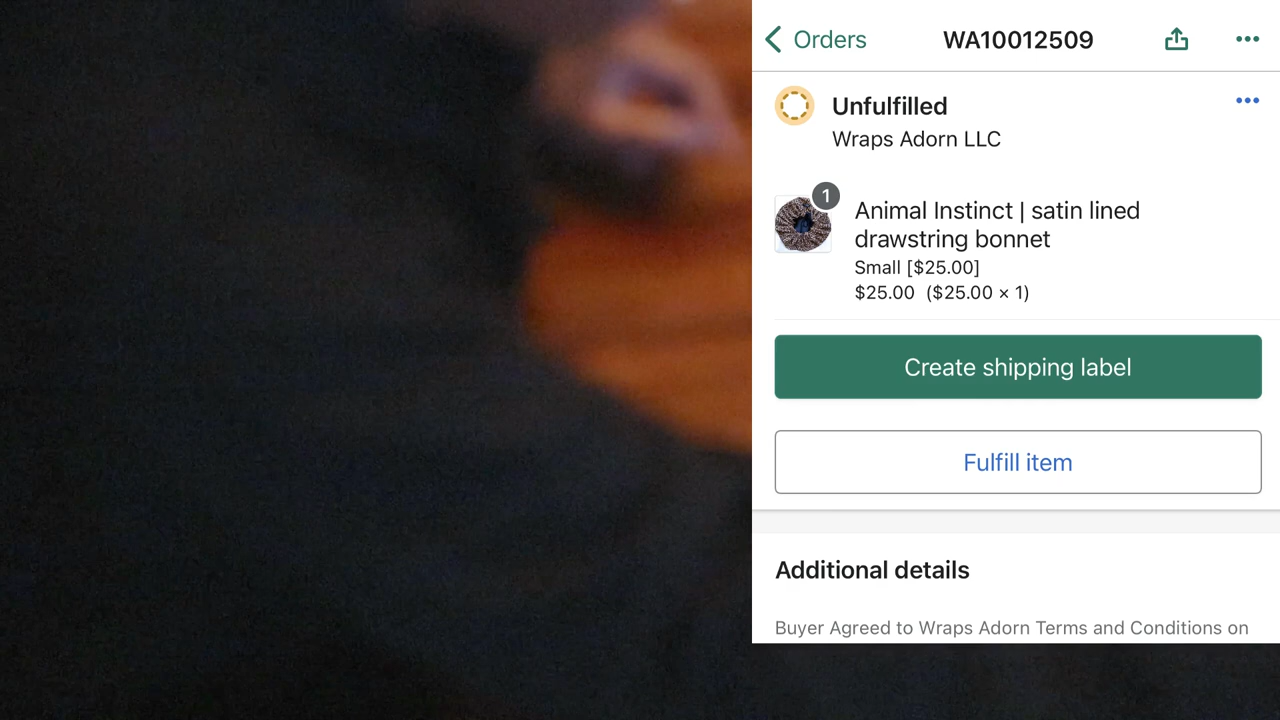 Orders
WA10012509
Unfulfilled
Wraps Adorn LLC
1
Animal Instinct | satin lined
drawstring bonnet
Small [$25.00]
$25.00 ($25.00 × 1)
Create shipping label
Fulfill item
Additional details
Buyer Agreed to Wraps Adorn Terms and Conditions on